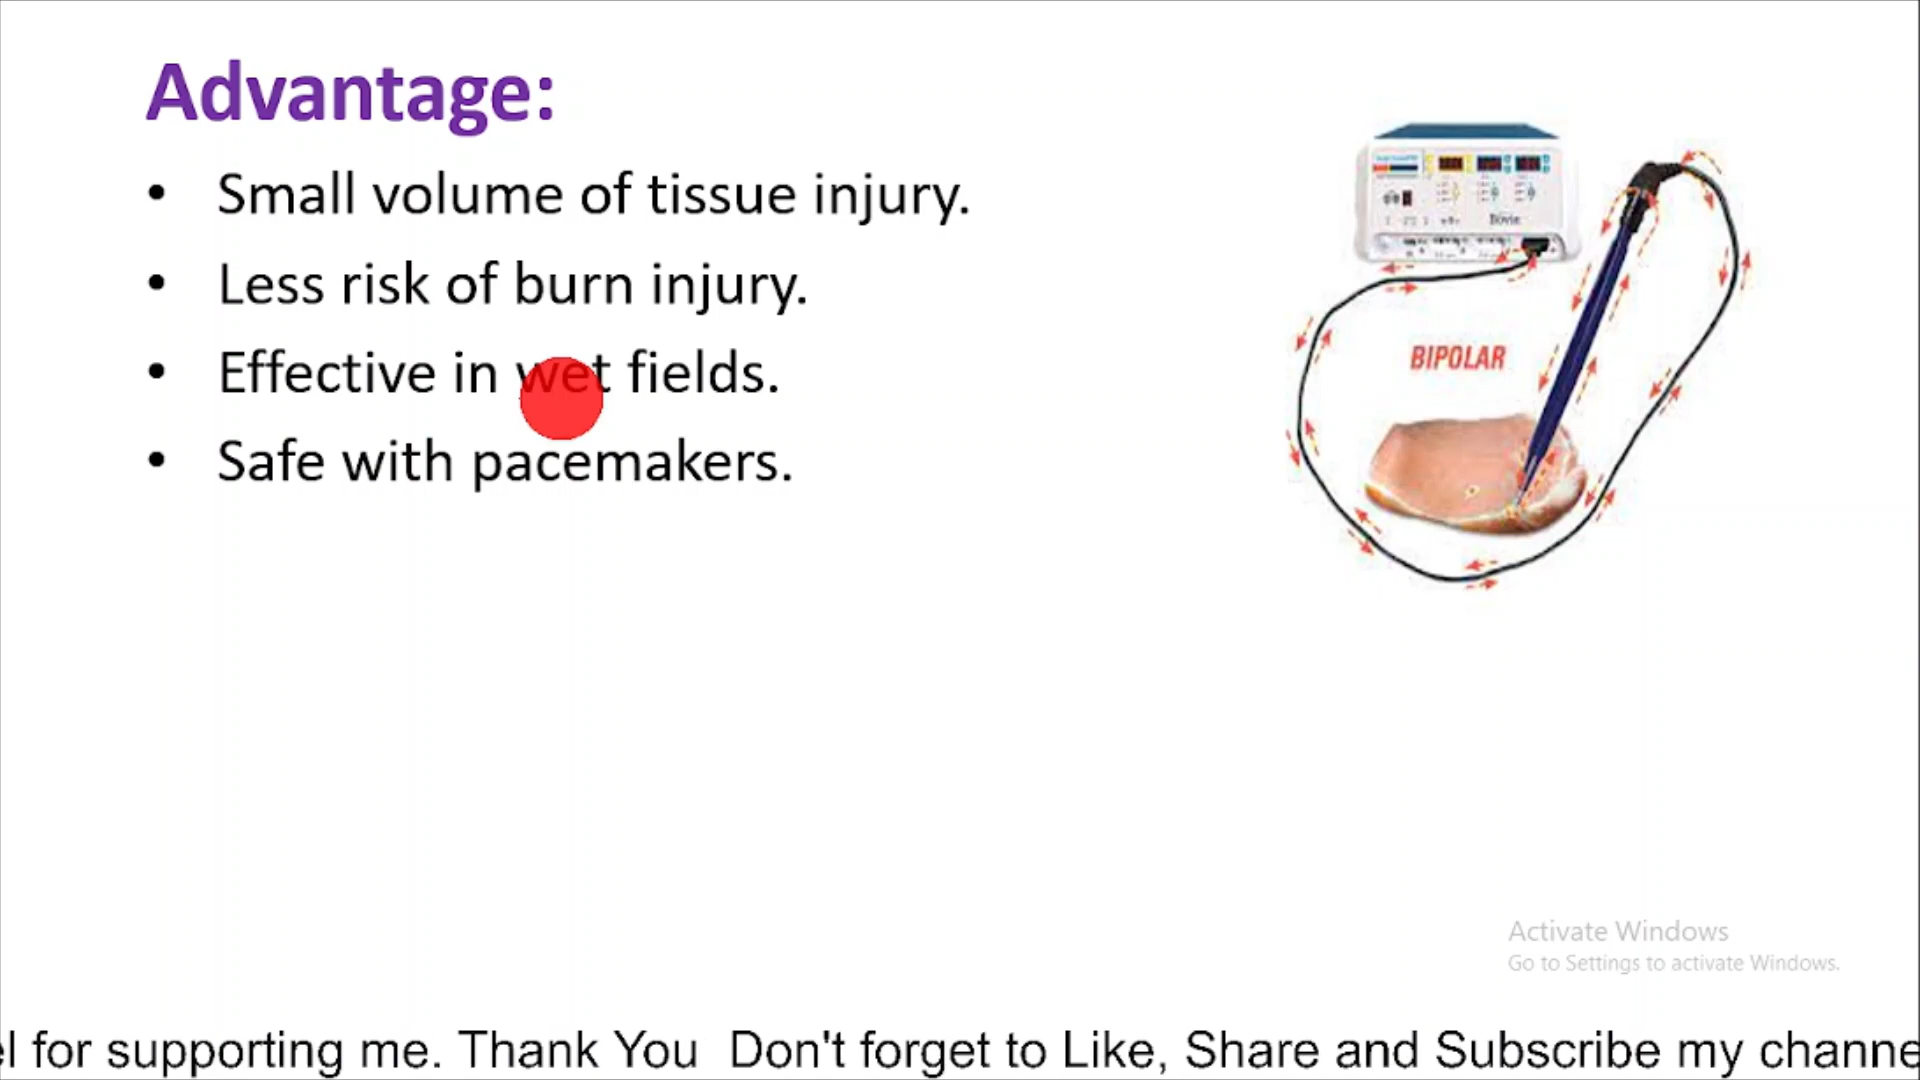 Advantage:
• Small volume of tissue injury.
• Less risk of burn injury.
• Effective in wet fields.
• Safe with pacemakers.
Bovie
BIPOLAR
Activate Windows
Go to Settings to activate Windows.
el for supporting me. Thank You Don't forget to Like, Share and Subscribe my channe